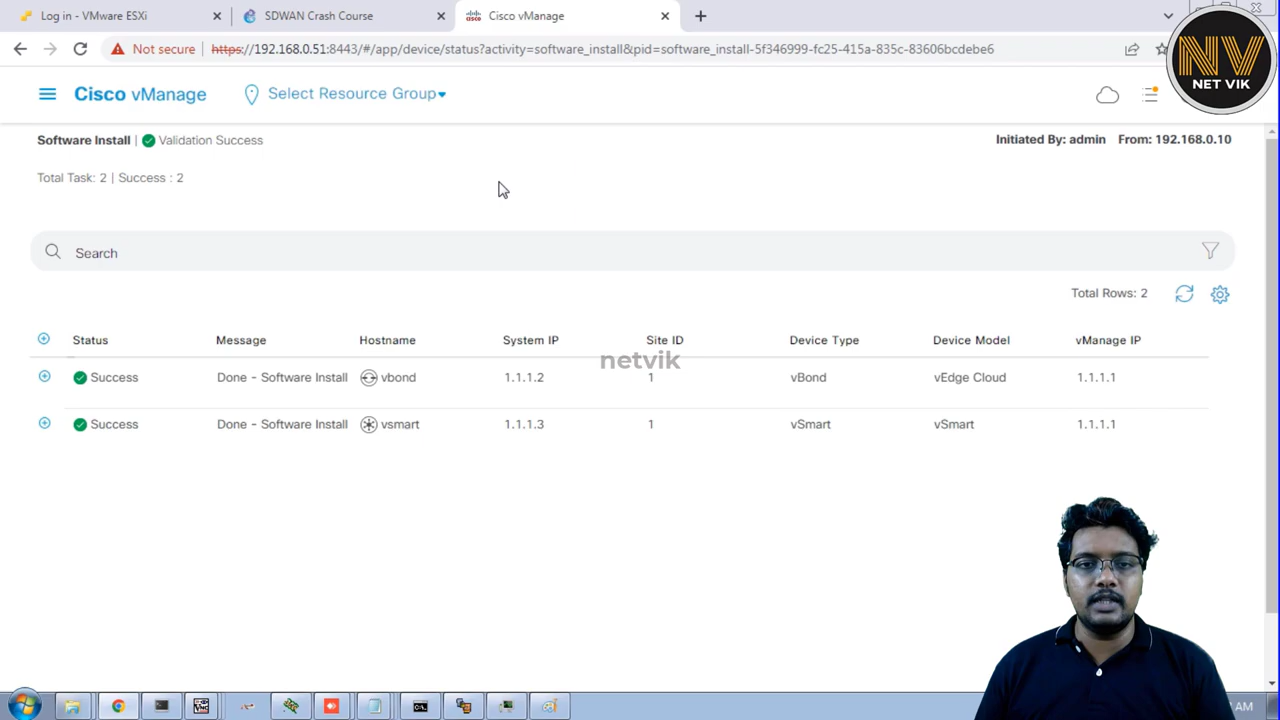 Log in - VMware ESXi
SDWAN Crash Course
Cisco vManage
Not secure
https://192.168.0.51:8443/#/app/device/status?activity=software_install&pid=software_install-5f346999-fc25-415a-835c-83606bcdebe6
NV
NET VIK
Cisco vManage
Select Resource Group
Software Install | Validation Success
Initiated By: admin From: 192.168.0.10
Total Task: 2 | Success : 2
Search
Total Rows: 2
Status Message Hostname System IP Site ID Device Type Device Model vManage IP
netvik
Success Done - Software Install vbond 1.1.1.2 1 vBond vEdge Cloud 1.1.1.1
Success Done - Software Install vsmart 1.1.1.3 1 vSmart vSmart 1.1.1.1
AM